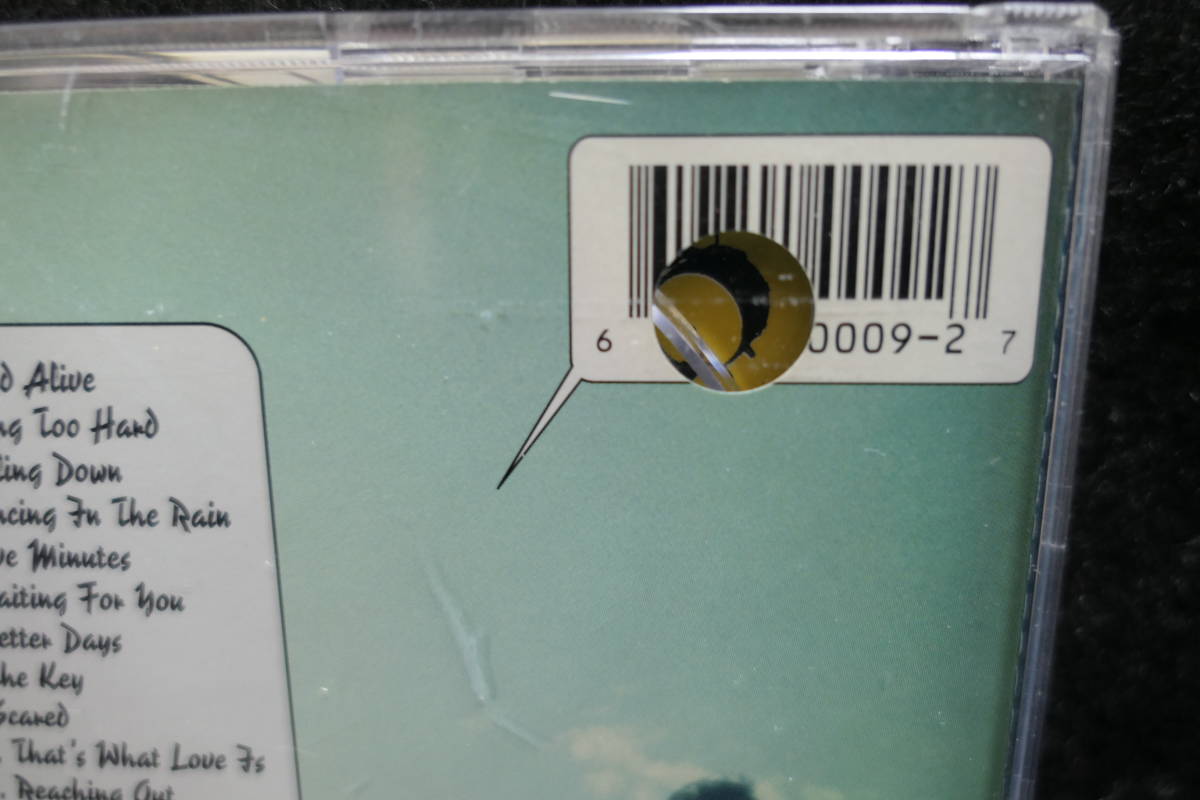 6 0009-2 7
d Alive
ng Too Hard
ling Down
ncing In The Rain
ve Minutes
aiting For You
etter Days
he Key
Scared
. That's What Love Is
. Reaching Out